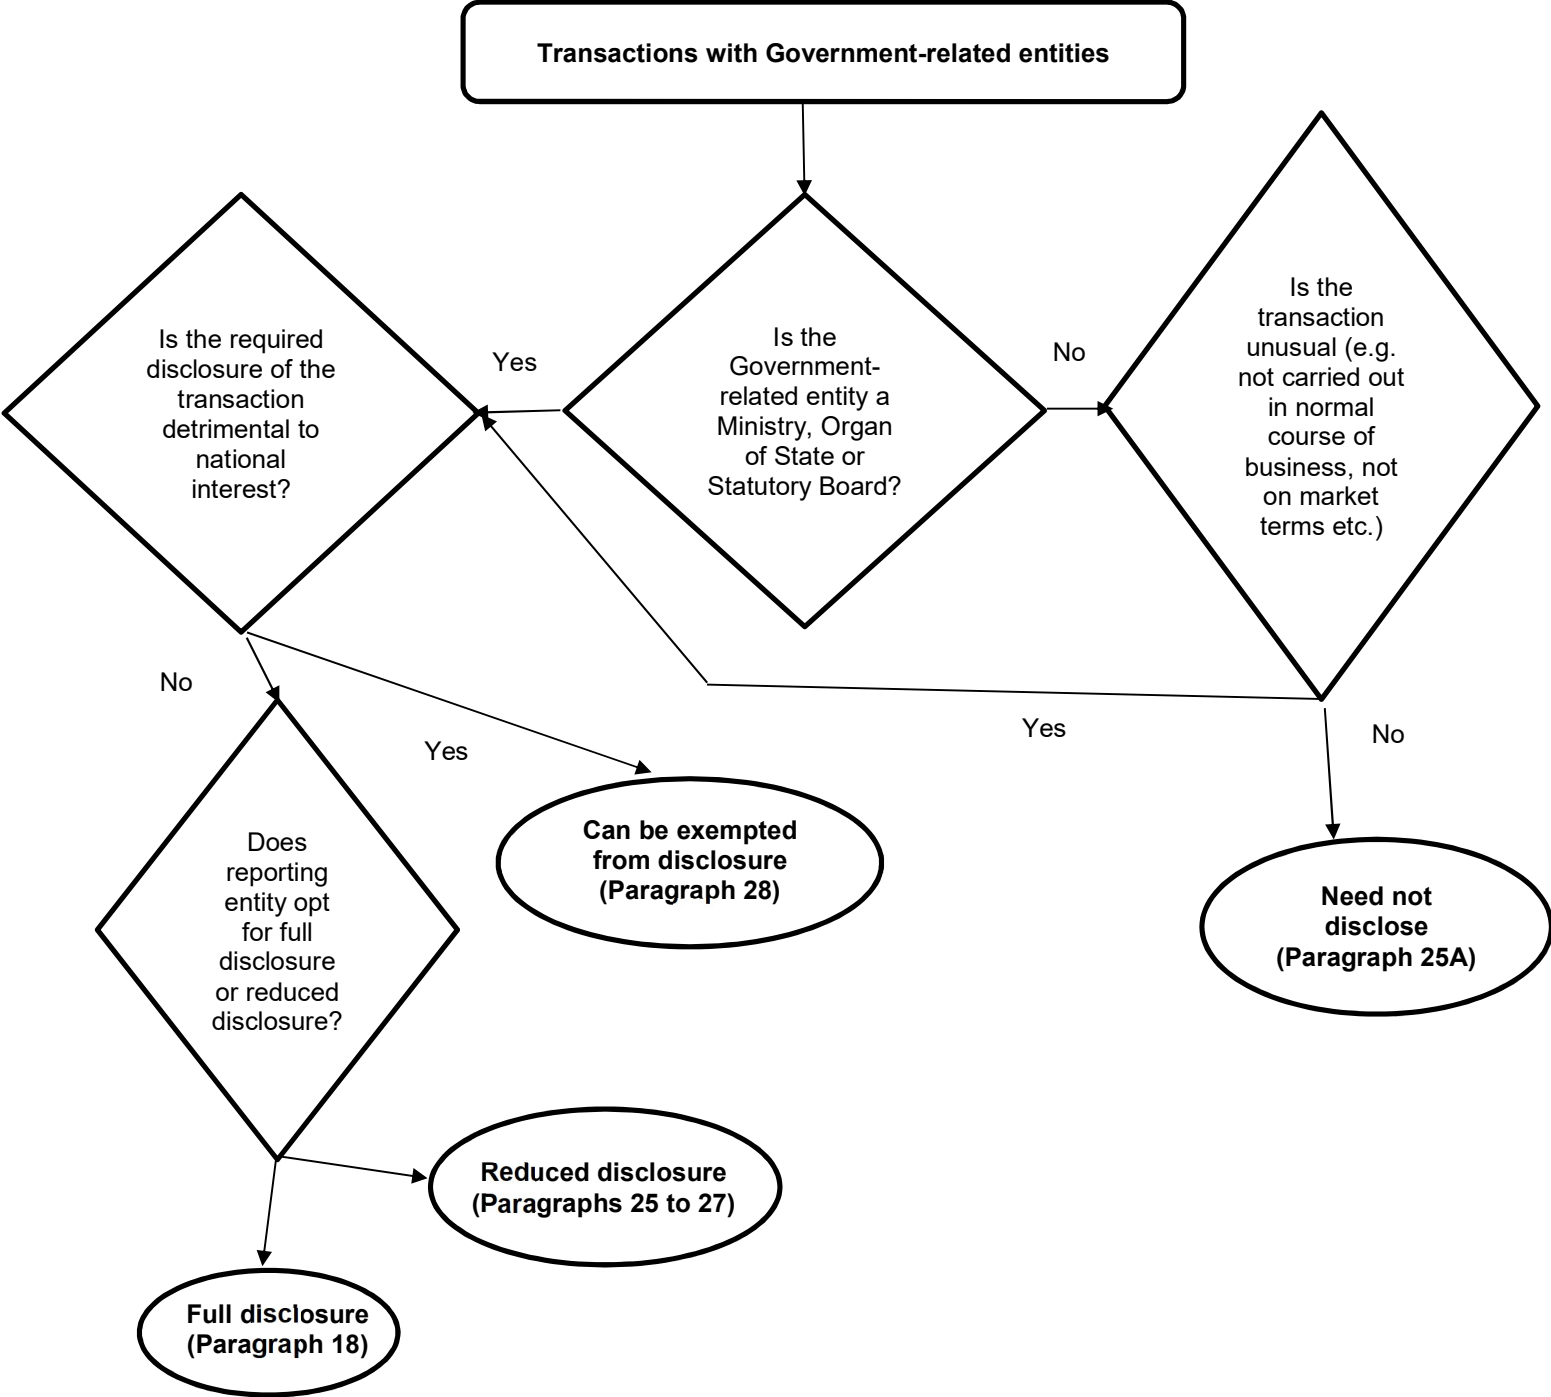 Transactions with Government-related entities
Is the required
disclosure of the
transaction
detrimental to
national
interest?
Yes
Is the
Government-
related entity a
Ministry, Organ
of State or
Statutory Board?
No
Is the
transaction
unusual (e.g.
not carried out
in normal
course of
business, not
on market
terms etc.)
No
Yes
Yes
No
Does
reporting
entity opt
for full
disclosure
or reduced
disclosure?
Can be exempted
from disclosure
(Paragraph 28)
Need not
disclose
(Paragraph 25A)
Reduced disclosure
(Paragraphs 25 to 27)
Full disclosure
(Paragraph 18)